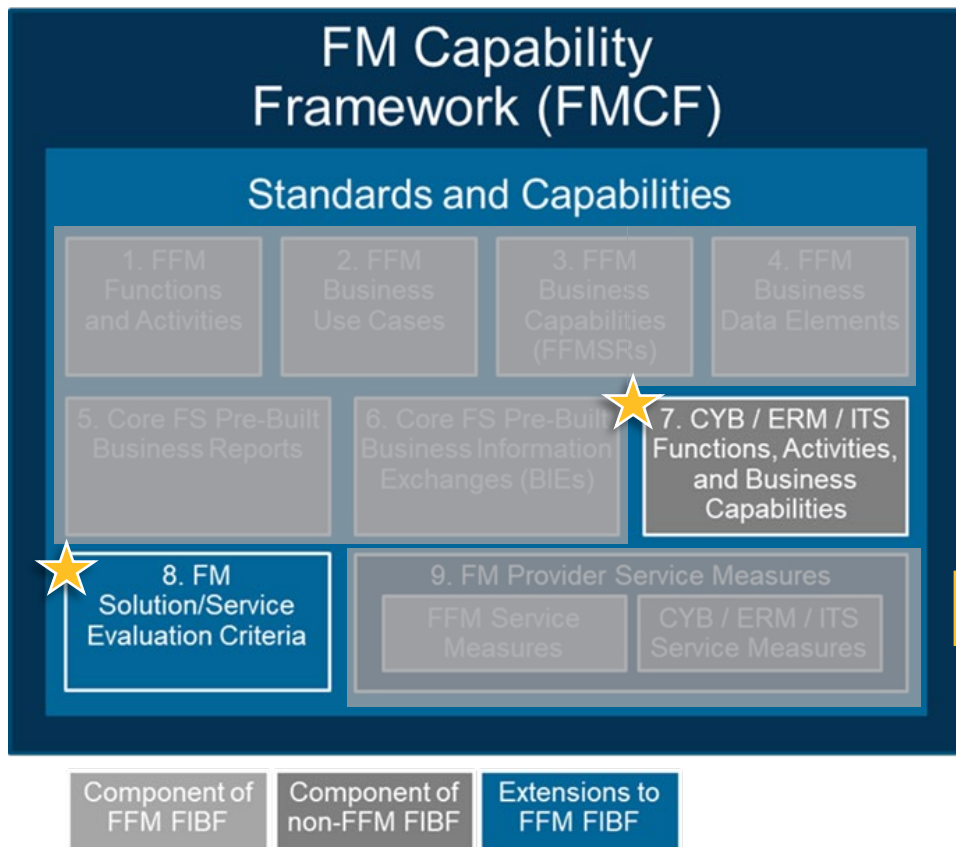 FM Capability
Framework (FMCF)
Standards and Capabilities
1. FFM
Functions
and Activities
2. FFM
Business
Use Cases
3. FFM
Business
Capabilities
(FFMSRs)
4. FFM
Business
Data Elements
5. Core FS Pre-Built
Business Reports
6. Core FS Pre-Built
Business Information
Exchanges (BIEs)
7. CYB / ERM / ITS
Functions, Activities,
and Business
Capabilities
8. FM
Solution/Service
Evaluation Criteria
9. FM Provider Service Measures
FFM Service
Measures
CYB / ERM / ITS
Service Measures
Component of
FFM FIBF
Component of
non-FFM FIBF
Extensions to
FFM FIBF